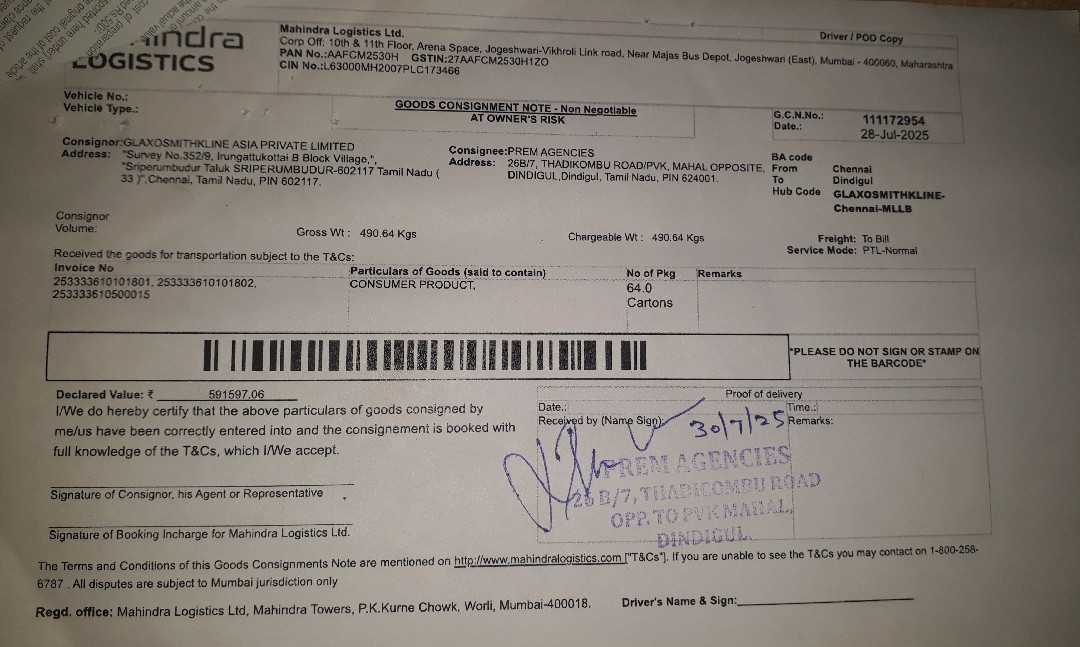 Mahindra Logistics Ltd.
Driver / POD Copy
Corp Off: 10th & 11th Floor, Arena Space, Jogeshwari-Vikhroli Link road, Near Majas Bus Depot, Jogeshwari (East), Mumbai - 400060, Maharashtra
PAN No.:AAFCM2530H GSTIN:27AAFCM2530H1ZO
CIN No.:L63000MH2007PLC173466
LOGISTICS
Vehicle No.:
Vehicle Type.:
GOODS CONSIGNMENT NOTE - Non Negotiable
AT OWNER'S RISK
G.C.N.No.: 111172954
Date.: 28-Jul-2025
Consignor:GLAXOSMITHKLINE ASIA PRIVATE LIMITED
Address: "Survey No.352/9, Irungattukottai B Block Village,",
"Sriperumbudur Taluk SRIPERUMBUDUR-602117 Tamil Nadu (
33 )",Chennai, Tamil Nadu, PIN 602117.
Consignee:PREM AGENCIES
Address: 26B/7, THADIKOMBU ROAD/PVK, MAHAL OPPOSITE,
DINDIGUL,Dindigul, Tamil Nadu, PIN 624001.
BA code
From Chennai
To Dindigul
Hub Code GLAXOSMITHKLINE-
Chennai-MLLB
Consignor
Volume:
Gross Wt : 490.64 Kgs
Chargeable Wt : 490.64 Kgs
Freight: To Bill
Service Mode: PTL-Normal
Received the goods for transportation subject to the T&Cs:
Invoice No
253333610101801, 253333610101802,
253333610500015
Particulars of Goods (said to contain)
CONSUMER PRODUCT,
No of Pkg
64.0
Cartons
Remarks
*PLEASE DO NOT SIGN OR STAMP ON
THE BARCODE*
Declared Value: ₹ 591597.06
I/We do hereby certify that the above particulars of goods consigned by
me/us have been correctly entered into and the consignement is booked with
full knowledge of the T&Cs, which I/We accept.
Proof of delivery
Date.:
Time.:
Received by (Name Sign):
30/7/25
Remarks:
PREM AGENCIES
26 B/7, THADICOMBU ROAD
OPP. TO PVK MAHAL,
DINDIGUL.
Signature of Consignor, his Agent or Representative
Signature of Booking Incharge for Mahindra Logistics Ltd.
The Terms and Conditions of this Goods Consignments Note are mentioned on http://www.mahindralogistics.com ["T&Cs"]. If you are unable to see the T&Cs you may contact on 1-800-258-
6787 . All disputes are subject to Mumbai jurisdiction only
Regd. office: Mahindra Logistics Ltd, Mahindra Towers, P.K.Kurne Chowk, Worli, Mumbai-400018.
Driver's Name & Sign: